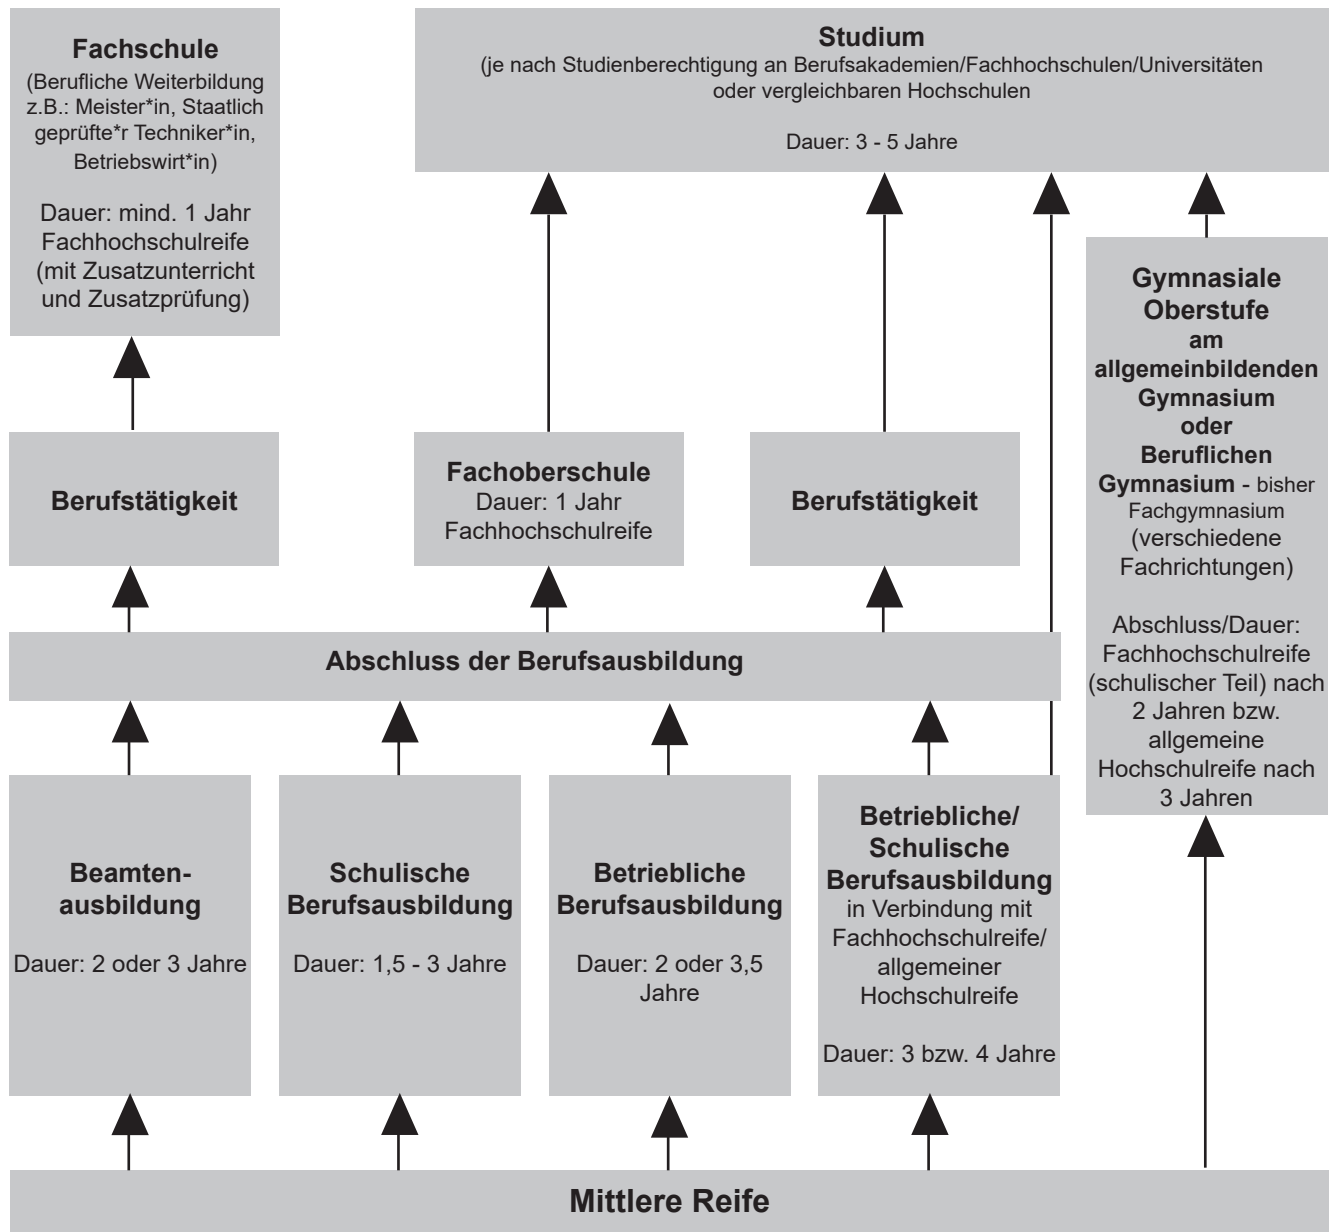 Fachschule
(Berufliche Weiterbildung
z.B.: Meister*in, Staatlich
geprüfte*r Techniker*in,
Betriebswirt*in)
Dauer: mind. 1 Jahr
Fachhochschulreife
(mit Zusatzunterricht
und Zusatzprüfung)
Studium
(je nach Studienberechtigung an Berufsakademien/Fachhochschulen/Universitäten
oder vergleichbaren Hochschulen
Dauer: 3 - 5 Jahre
Gymnasiale
Oberstufe
am
allgemeinbildenden
Gymnasium
oder
Beruflichen
Gymnasium - bisher
Fachgymnasium
(verschiedene
Fachrichtungen)
Abschluss/Dauer:
Fachhochschulreife
(schulischer Teil) nach
2 Jahren bzw.
allgemeine
Hochschulreife nach
3 Jahren
Berufstätigkeit
Fachoberschule
Dauer: 1 Jahr
Fachhochschulreife
Berufstätigkeit
Abschluss der Berufsausbildung
Beamten-
ausbildung
Dauer: 2 oder 3 Jahre
Schulische
Berufsausbildung
Dauer: 1,5 - 3 Jahre
Betriebliche
Berufsausbildung
Dauer: 2 oder 3,5
Jahre
Betriebliche/
Schulische
Berufsausbildung
in Verbindung mit
Fachhochschulreife/
allgemeiner
Hochschulreife
Dauer: 3 bzw. 4 Jahre
Mittlere Reife